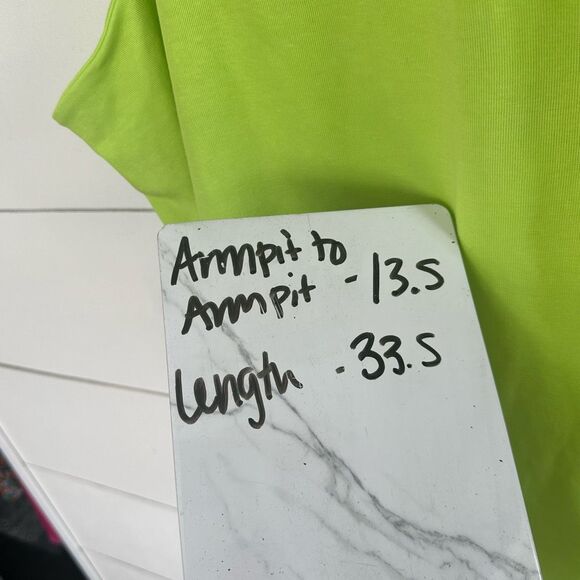 Armpit to
Armpit - 13.5
Length - 33.5